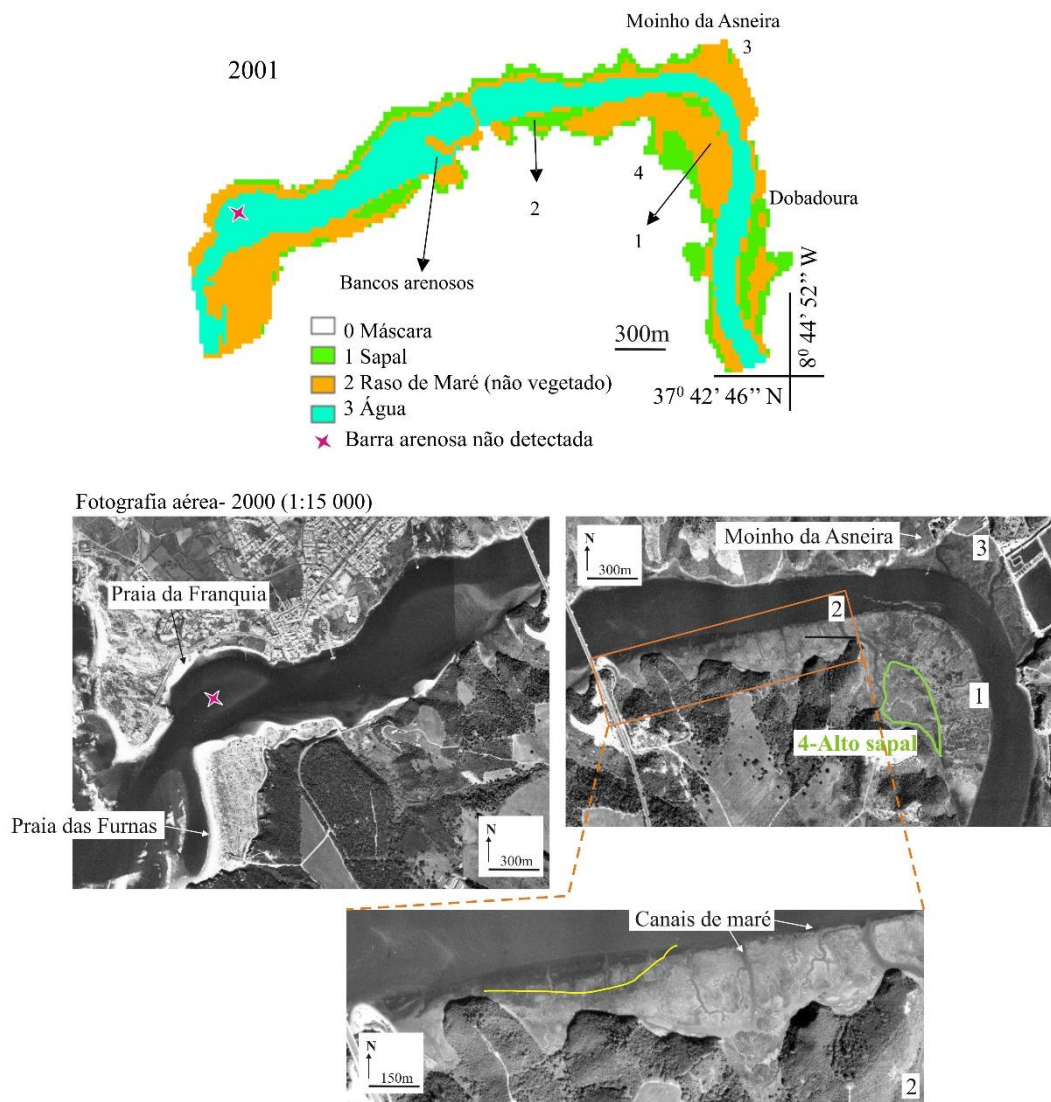 Moinho da Asneira
3
2001
4
Dobadoura
2
1
Bancos arenosos
0 Máscara
1 Sapal
2 Raso de Maré (não vegetado)
3 Água
Barra arenosa não detectada
300m
8⁰ 44’ 52’’ W
37⁰ 42’ 46’’ N
Fotografia aérea- 2000 (1:15 000)
Praia da Franquia
Praia das Furnas
N
300m
N
300m
Moinho da Asneira
3
2
1
4-Alto sapal
Canais de maré
N
150m
2